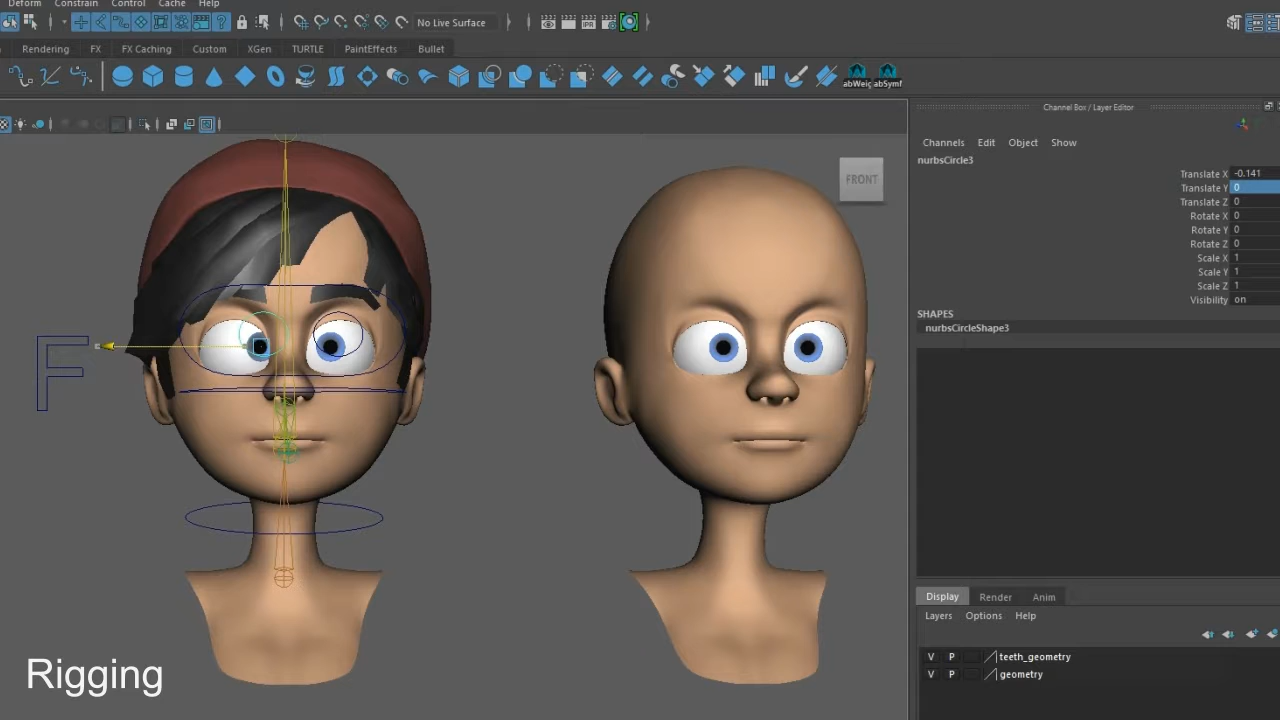 Deform Constrain Control Cache Help
No Live Surface
IPR
Rendering FX FX Caching Custom XGen TURTLE PaintEffects Bullet
abWeig abSymf
Channel Box / Layer Editor
Channels Edit Object Show
nurbsCircle3
Translate X -0.141
Translate Y 0
Translate Z 0
Rotate X 0
Rotate Y 0
Rotate Z 0
Scale X 1
Scale Y 1
Scale Z 1
Visibility on
SHAPES
nurbsCircleShape3
FRONT
F
Display Render Anim
Layers Options Help
V P teeth_geometry
V P geometry
Rigging